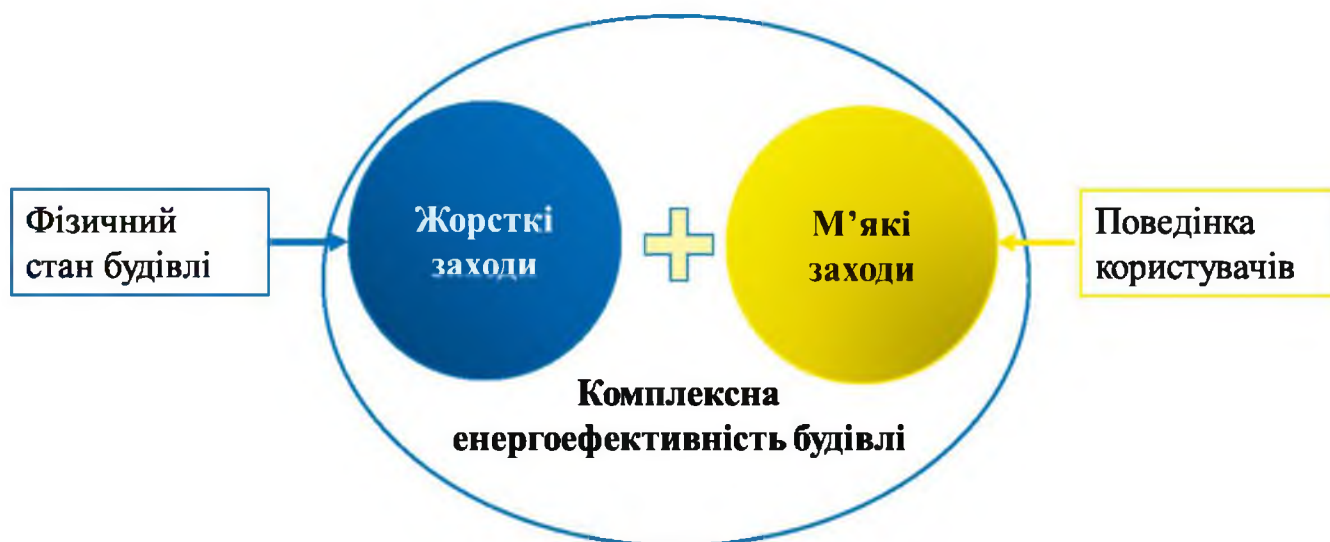 Фізичний
стан будівлі
Жорсткі
заходи
М’які
заходи
Поведінка
користувачів
Комплексна
енергоефективність будівлі